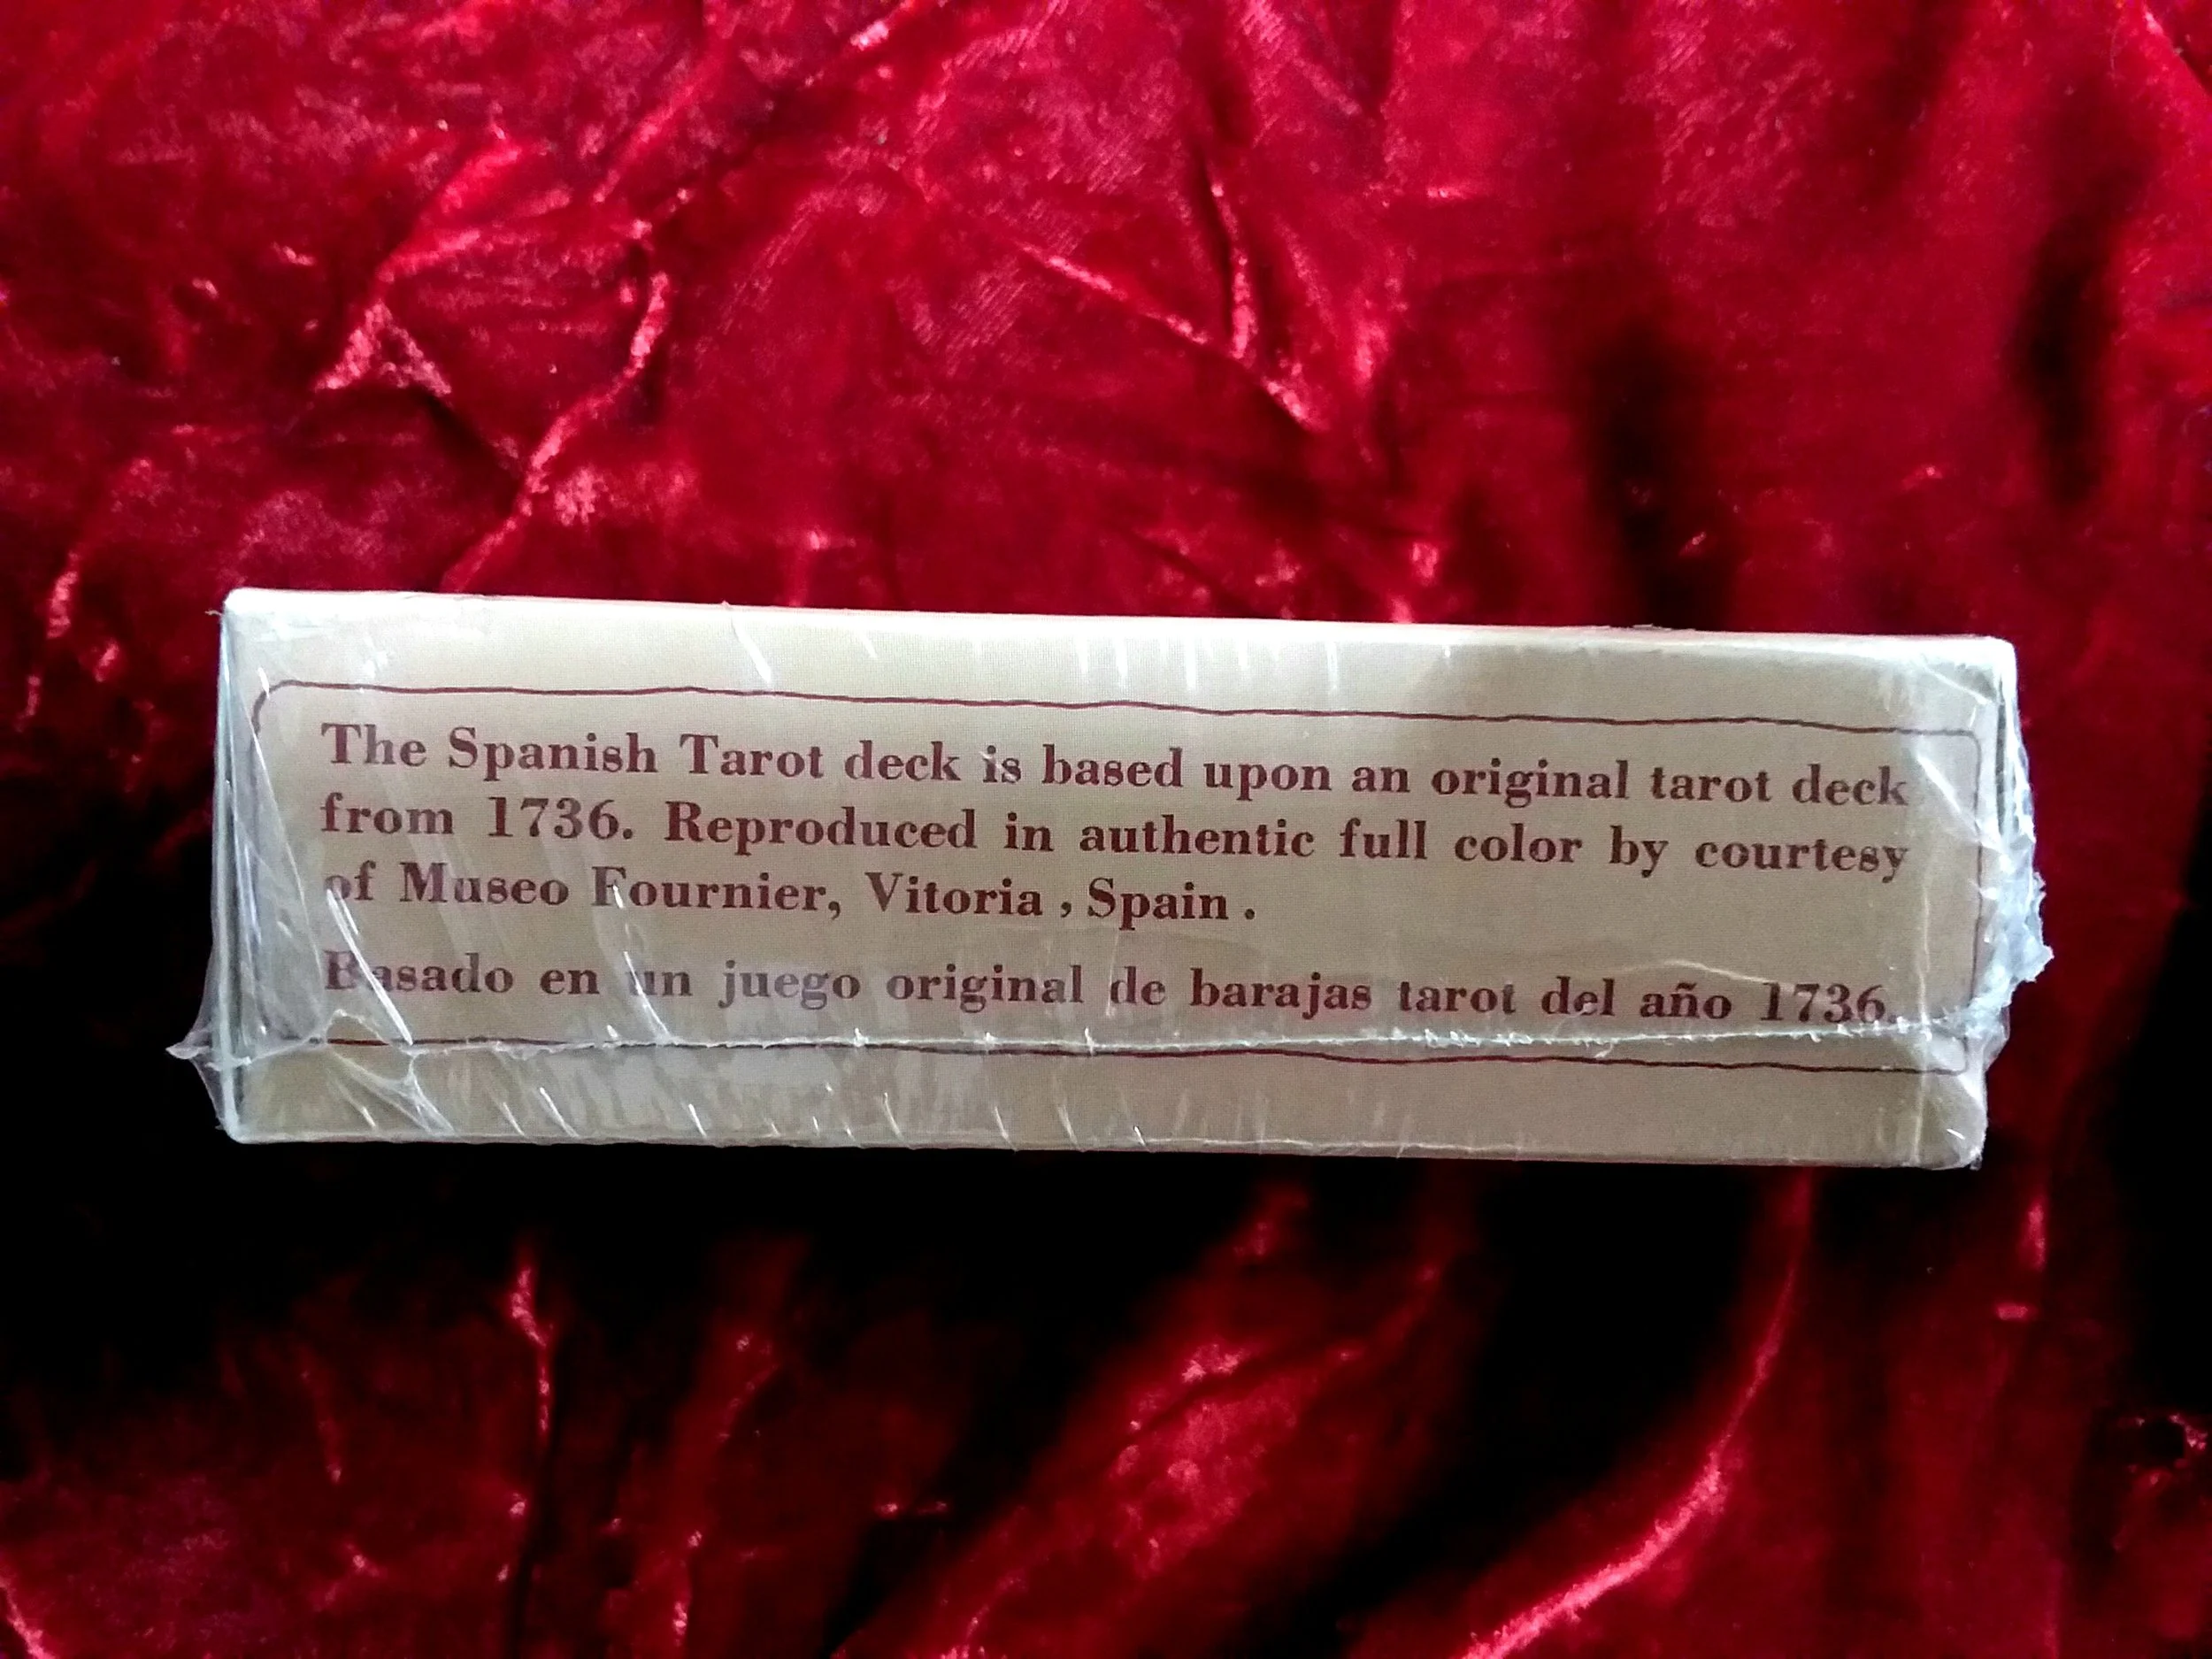 The Spanish Tarot deck is based upon an original tarot deck
from 1736. Reproduced in authentic full color by courtesy
of Museo Fournier, Vitoria , Spain .
Basado en un juego original de barajas tarot del año 1736.